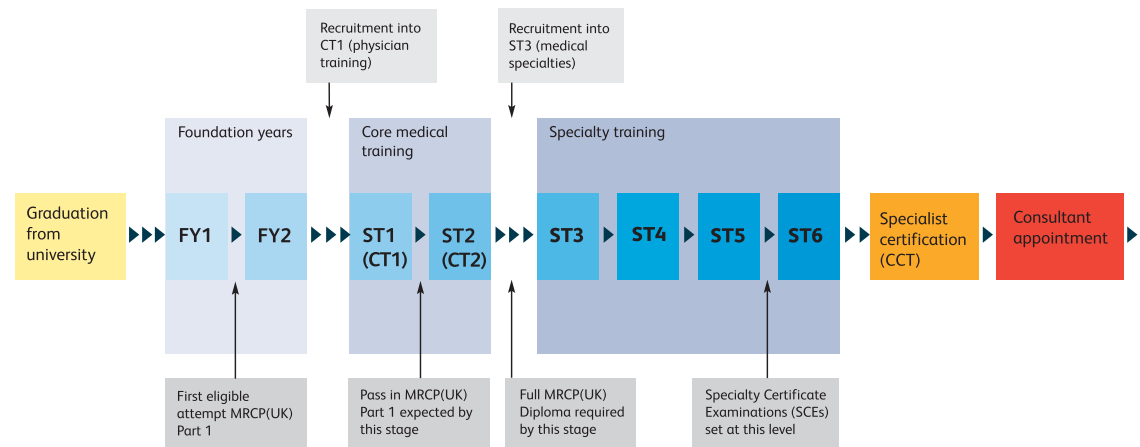 Recruitment into
CT1 (physician
training)
Recruitment into
ST3 (medical
specialties)
Foundation years
Core medical
training
Specialty training
Graduation
from
university
FY1
FY2
ST1
(CT1)
ST2
(CT2)
ST3
ST4
ST5
ST6
Specialist
certification
(CCT)
Consultant
appointment
First eligible
attempt MRCP(UK)
Part 1
Pass in MRCP(UK)
Part 1 expected by
this stage
Full MRCP(UK)
Diploma required
by this stage
Specialty Certificate
Examinations (SCEs)
set at this level